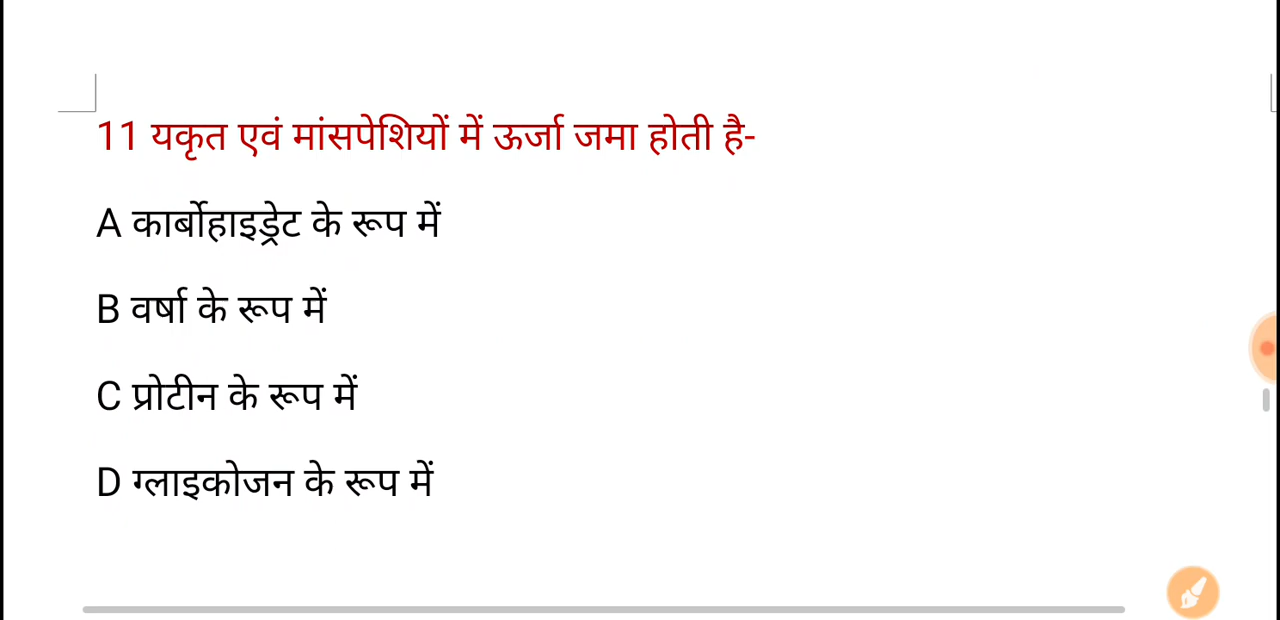 11 यकृत एवं मांसपेशियों में ऊर्जा जमा होती है-
A कार्बोहाइड्रेट के रूप में
B वर्षा के रूप में
C प्रोटीन के रूप में
D ग्लाइकोजन के रूप में